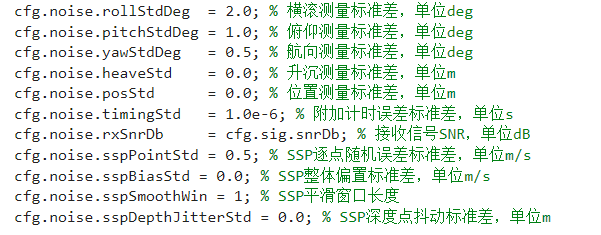 cfg.noise.rollStdDeg  = 2.0; % 横滚测量标准差，单位deg
cfg.noise.pitchStdDeg = 1.0; % 俯仰测量标准差，单位deg
cfg.noise.yawStdDeg   = 0.5; % 航向测量标准差，单位deg
cfg.noise.heaveStd    = 0.0; % 升沉测量标准差，单位m
cfg.noise.posStd      = 0.0; % 位置测量标准差，单位m
cfg.noise.timingStd   = 1.0e-6; % 附加计时误差标准差，单位s
cfg.noise.rxSnrDb     = cfg.sig.snrDb; % 接收信号SNR，单位dB
cfg.noise.sspPointStd = 0.5; % SSP逐点随机误差标准差，单位m/s
cfg.noise.sspBiasStd = 0.0; % SSP整体偏置标准差，单位m/s
cfg.noise.sspSmoothWin = 1; % SSP平滑窗口长度
cfg.noise.sspDepthJitterStd = 0.0; % SSP深度点抖动标准差，单位m